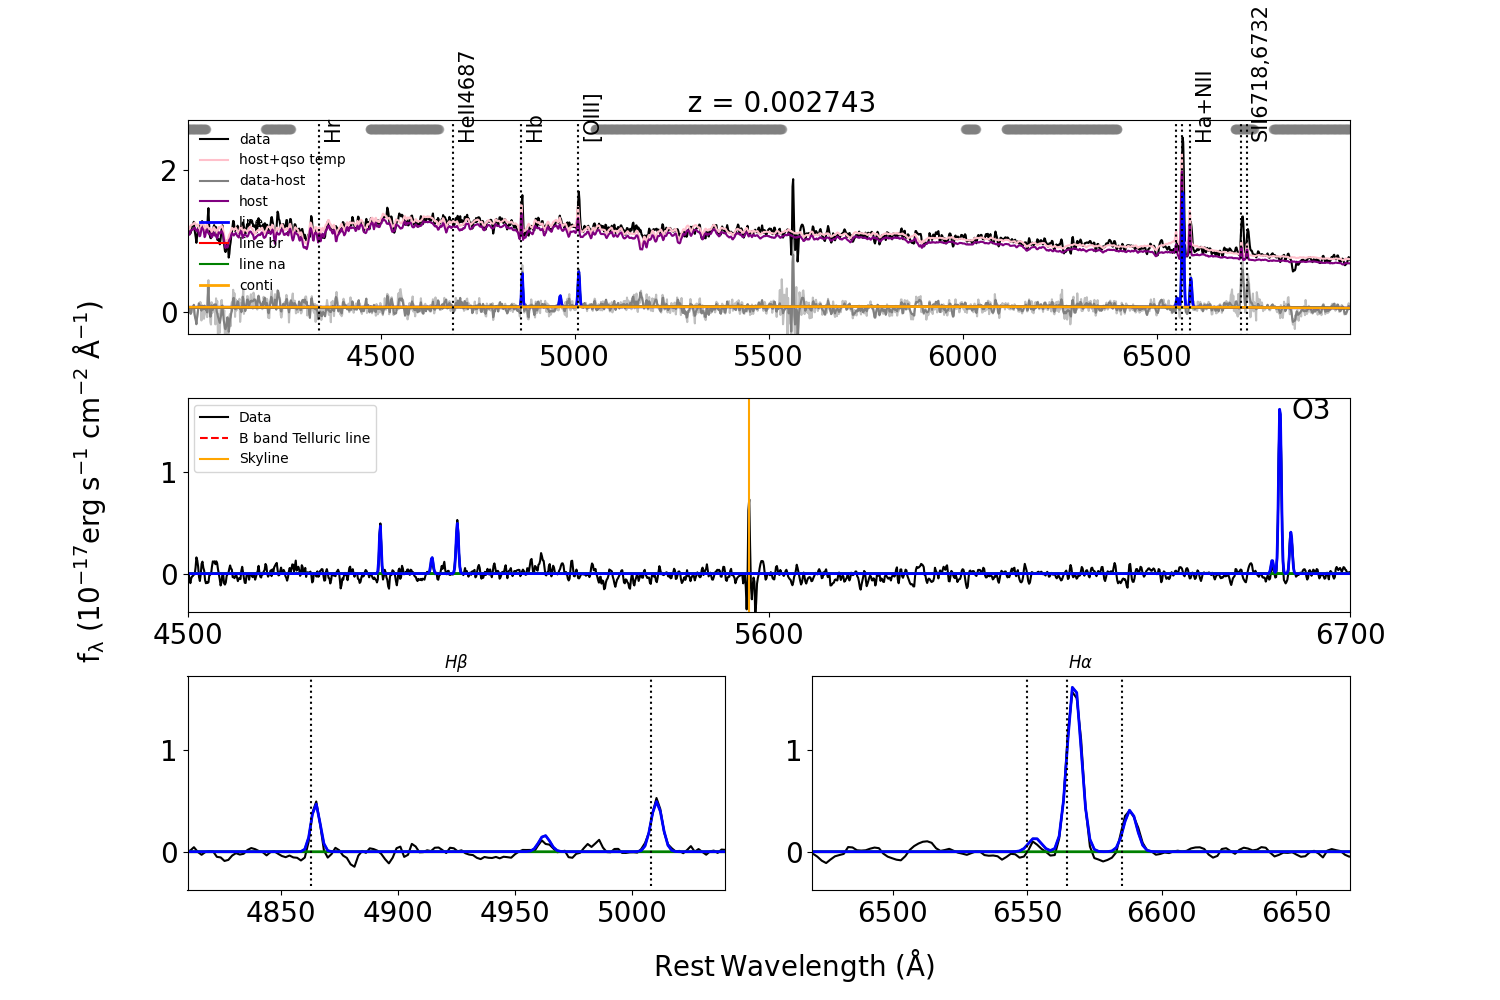 z = 0.002743
Hr
HeII4687
Hb
[OIII]
Ha+NII
SII6718,6732
data
host+qso temp
data-host
host
line
line br
line na
conti
2
0
4500 5000 5500 6000 6500
O3
Data
B band Telluric line
Skyline
1
0
4500 5600 6700
fλ (10−17erg s−1 cm−2 Å−1)
Hβ
1
0
4850 4900 4950 5000
Hα
1
0
6500 6550 6600 6650
Rest Wavelength (Å)